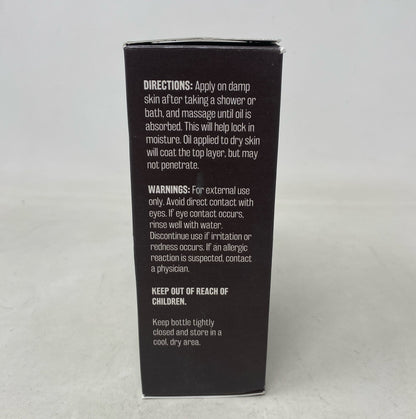 DIRECTIONS: Apply on damp
skin after taking a shower or
bath, and massage until oil is
absorbed. This will help lock in
moisture. Oil applied to dry skin
will coat the top layer, but may
not penetrate.
WARNINGS: For external use
only. Avoid direct contact with
eyes. If eye contact occurs,
rinse well with water.
Discontinue use if irritation or
redness occurs. If an allergic
reaction is suspected, contact
a physician.
KEEP OUT OF REACH OF
CHILDREN.
Keep bottle tightly
closed and store in a
cool, dry area.